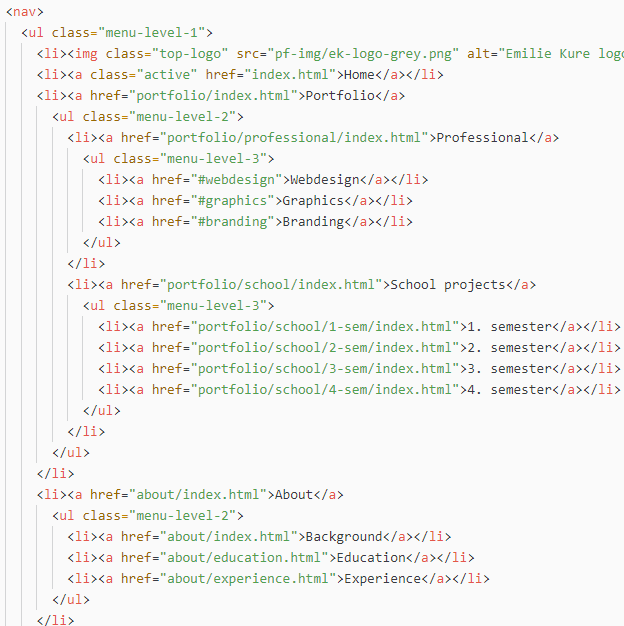 <nav>
<ul class="menu-level-1">
<li><img class="top-logo" src="pf-img/ek-logo-grey.png" alt="Emilie Kure logo
<li><a class="active" href="index.html">Home</a></li>
<li><a href="portfolio/index.html">Portfolio</a>
<ul class="menu-level-2">
<li><a href="portfolio/professional/index.html">Professional</a>
<ul class="menu-level-3">
<li><a href="#webdesign">Webdesign</a></li>
<li><a href="#graphics">Graphics</a></li>
<li><a href="#branding">Branding</a></li>
</ul>
</li>
<li><a href="portfolio/school/index.html">School projects</a>
<ul class="menu-level-3">
<li><a href="portfolio/school/1-sem/index.html">1. semester</a></li>
<li><a href="portfolio/school/2-sem/index.html">2. semester</a></li>
<li><a href="portfolio/school/3-sem/index.html">3. semester</a></li>
<li><a href="portfolio/school/4-sem/index.html">4. semester</a></li>
</ul>
</li>
</ul>
</li>
<li><a href="about/index.html">About</a>
<ul class="menu-level-2">
<li><a href="about/index.html">Background</a></li>
<li><a href="about/education.html">Education</a></li>
<li><a href="about/experience.html">Experience</a></li>
</ul>
</li>